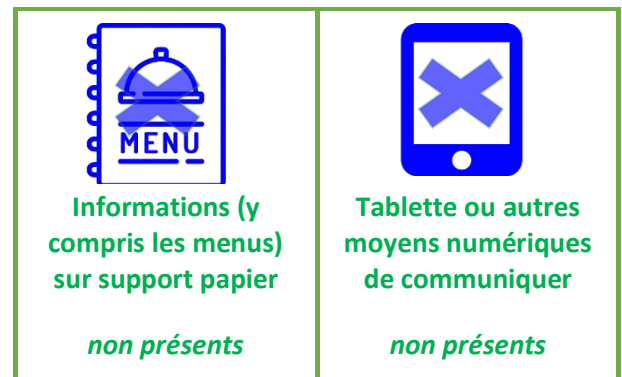 MENU
Informations (y
compris les menus)
sur support papier
non présents
Tablette ou autres
moyens numériques
de communiquer
non présents